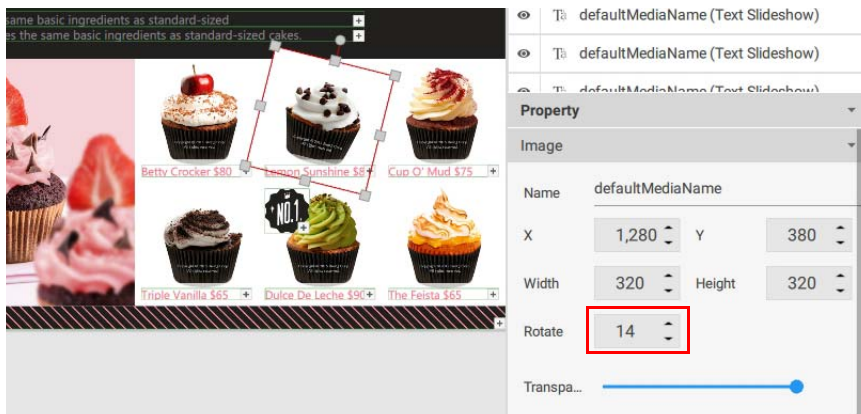 same basic ingredients as standard-sized
es the same basic ingredients as standard-sized cakes.
Betty Crocker $80
Lemon Sunshine $8
Cup O' Mud $75
NO.1
Triple Vanilla $65
Dulce De Leche $90
The Feista $65
defaultMediaName (Text Slideshow)
defaultMediaName (Text Slideshow)
defaultMediaName (Text Slideshow)
Property
Image
Name defaultMediaName
X 1,280 Y 380
Width 320 Height 320
Rotate 14
Transpa...